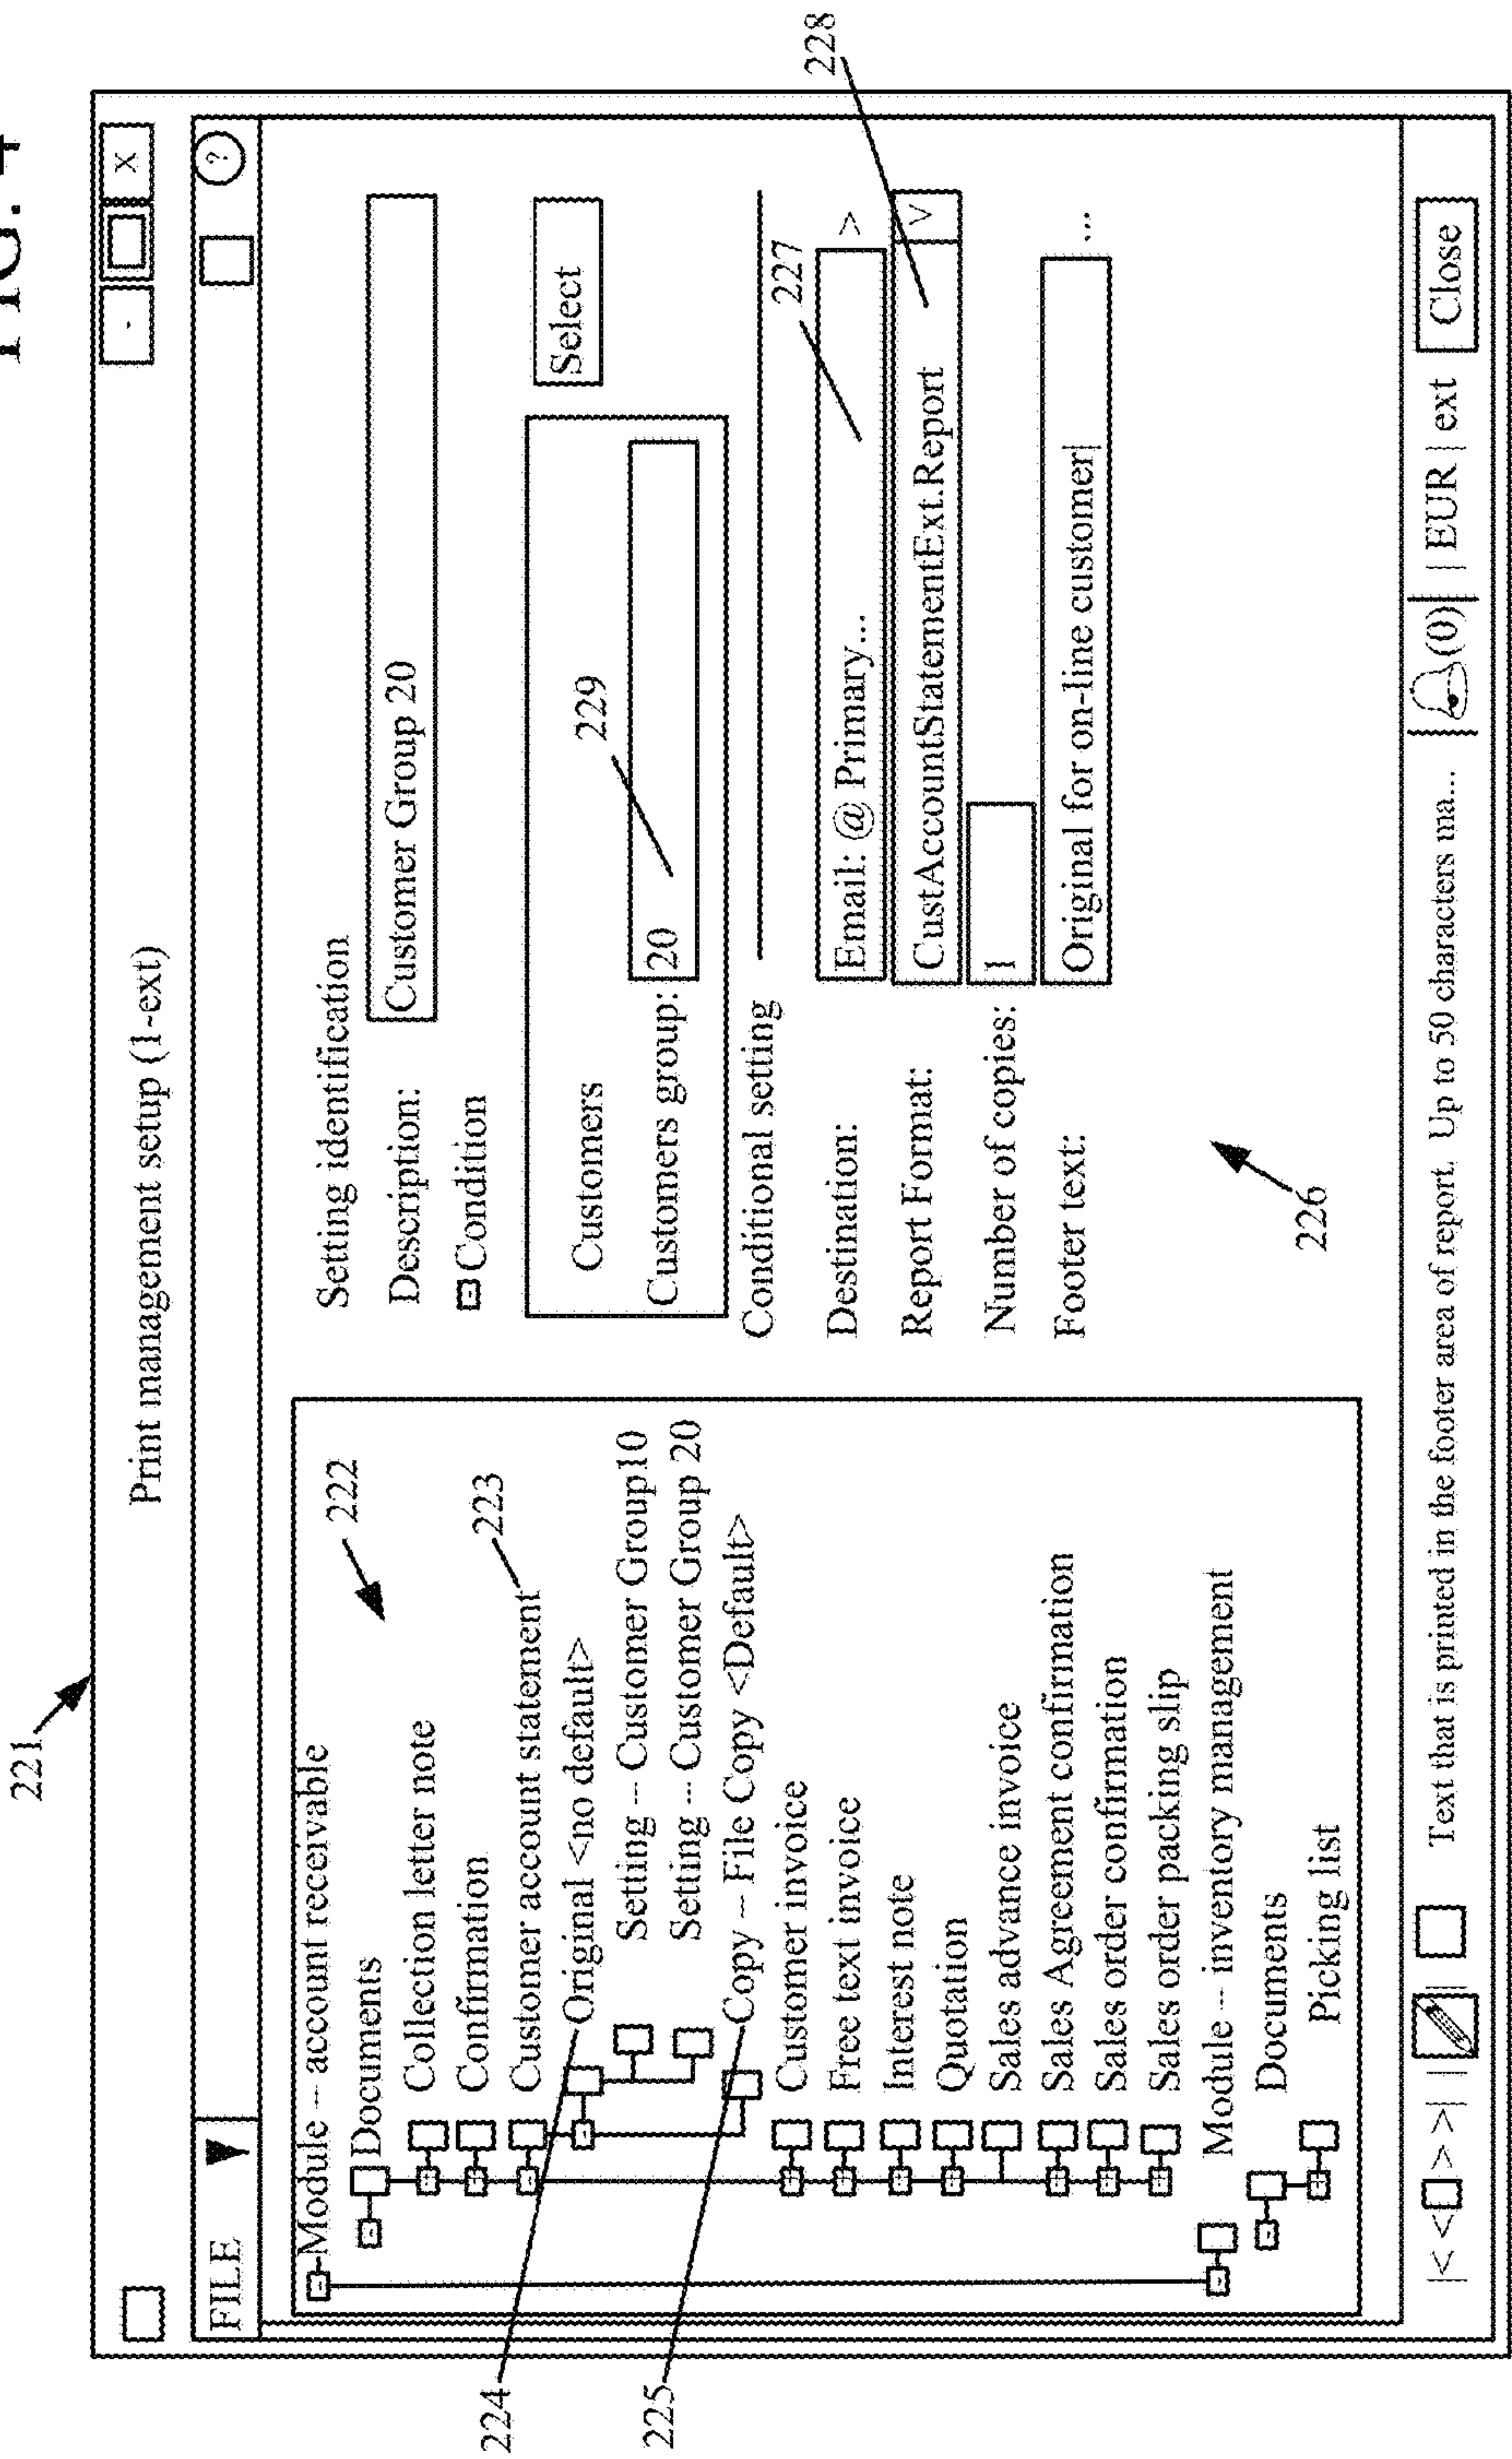 FIG. 4
221
Print management setup (1-ext)
- X
FILE ?
Module – account receivable
222
Documents
Collection letter note
Confirmation
Customer account statement
223
224
Original <no default>
Setting – Customer Group10
Setting – Customer Group 20
225
Copy – File Copy <Default>
Customer invoice
Free text invoice
Interest note
Quotation
Sales advance invoice
Sales Agreement confirmation
Sales order confirmation
Sales order packing slip
Module – inventory management
Documents
Picking list
Setting identification
Description: Customer Group 20
Condition
Customers
229
Select
Customers group: 20
Conditional setting
227
Destination: Email: @ Primary... >
Report Format: CustAccountStatementExt.Report V
228
Number of copies: 1
Footer text: Original for on-line customer| ...
226
|< < > >| | Text that is printed in the footer area of report. Up to 50 characters ma... (0) | EUR | ext Close